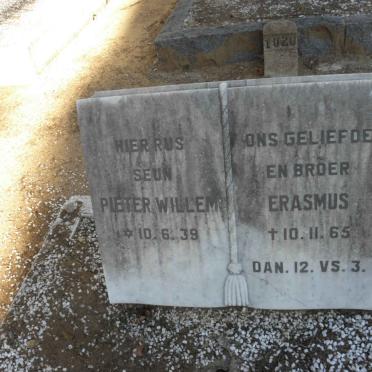 1020
HIER RUS ONS GELIEFDE
SEUN EN BROER
PIETER WILLEM ERASMUS
* 10.6.39 † 10.11.65
DAN. 12. VS. 3.